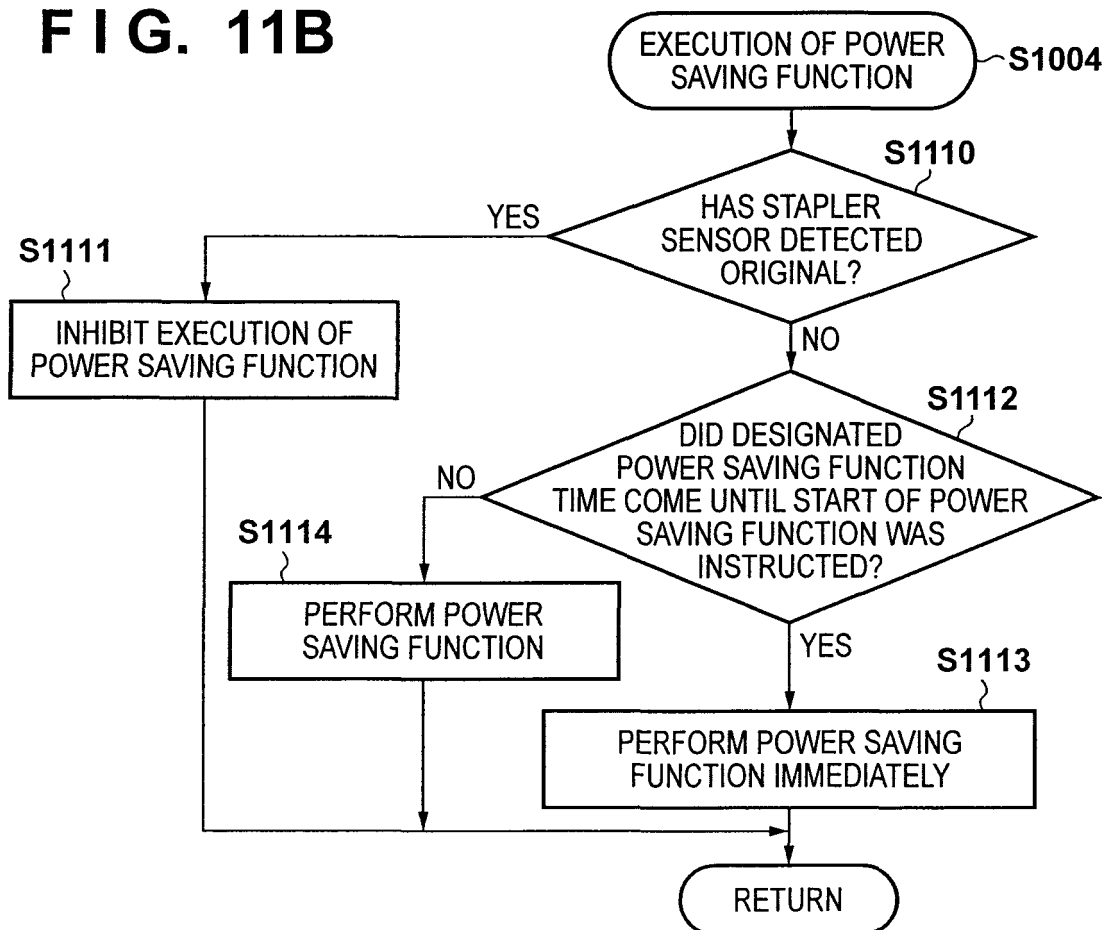 FIG. 11B
EXECUTION OF POWER
SAVING FUNCTION
S1004
S1110
HAS STAPLER
SENSOR DETECTED
ORIGINAL?
YES
S1111
INHIBIT EXECUTION OF
POWER SAVING FUNCTION
NO
S1112
DID DESIGNATED
POWER SAVING FUNCTION
TIME COME UNTIL START OF POWER
SAVING FUNCTION WAS
INSTRUCTED?
NO
S1114
PERFORM POWER
SAVING FUNCTION
YES
S1113
PERFORM POWER SAVING
FUNCTION IMMEDIATELY
RETURN